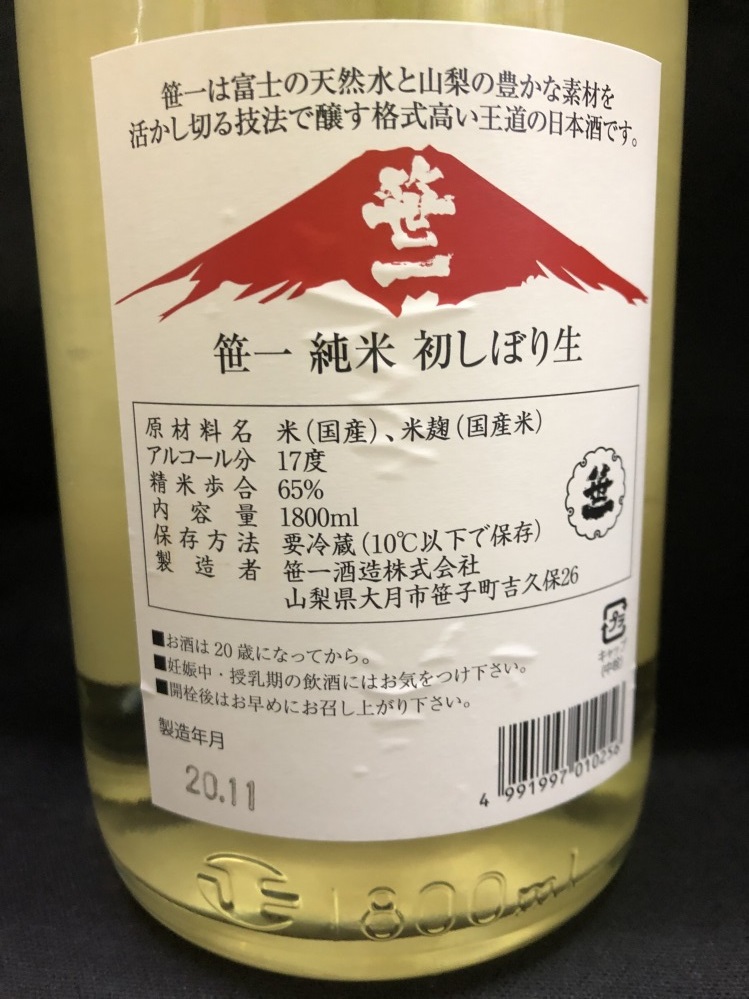 笹一は富士の天然水と山梨の豊かな素材を
活かし切る技法で醸す格式高い王道の日本酒です。
笹一
笹一 純米 初しぼり生
原材料名 米(国産)、米麹(国産米)
アルコール分 17度
精米歩合 65%
内容量 1800ml
保存方法 要冷蔵(10℃以下で保存)
製造者 笹一酒造株式会社
山梨県大月市笹子町吉久保26
笹一
■お酒は20歳になってから。
■妊娠中・授乳期の飲酒にはお気をつけ下さい。
■開栓後はお早めにお召し上がり下さい。
プラ
キャップ
(中栓)
製造年月
20.11
4 991997 010256
1800ml